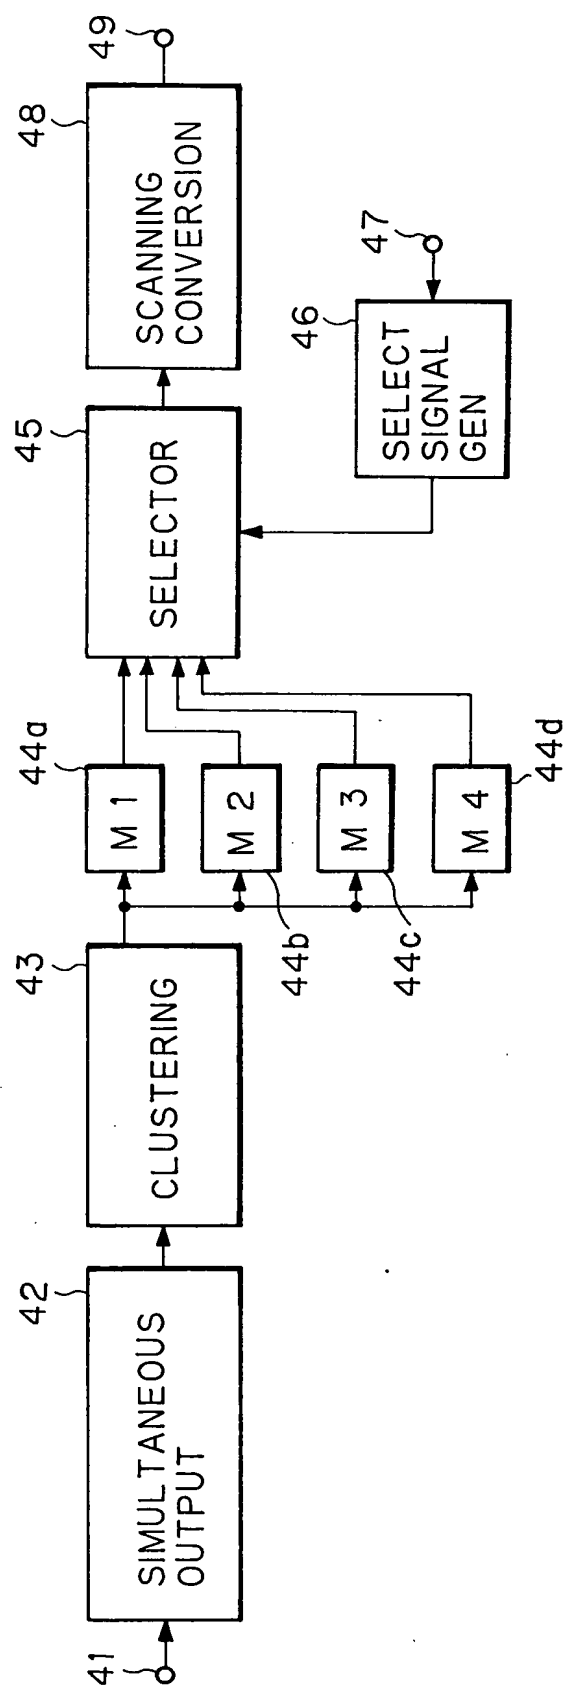 41
42
SIMULTANEOUS
OUTPUT
43
CLUSTERING
44a
M 1
44b
M 2
44c
M 3
44d
M 4
45
SELECTOR
46
SELECT
SIGNAL
GEN
47
48
SCANNING
CONVERSION
49